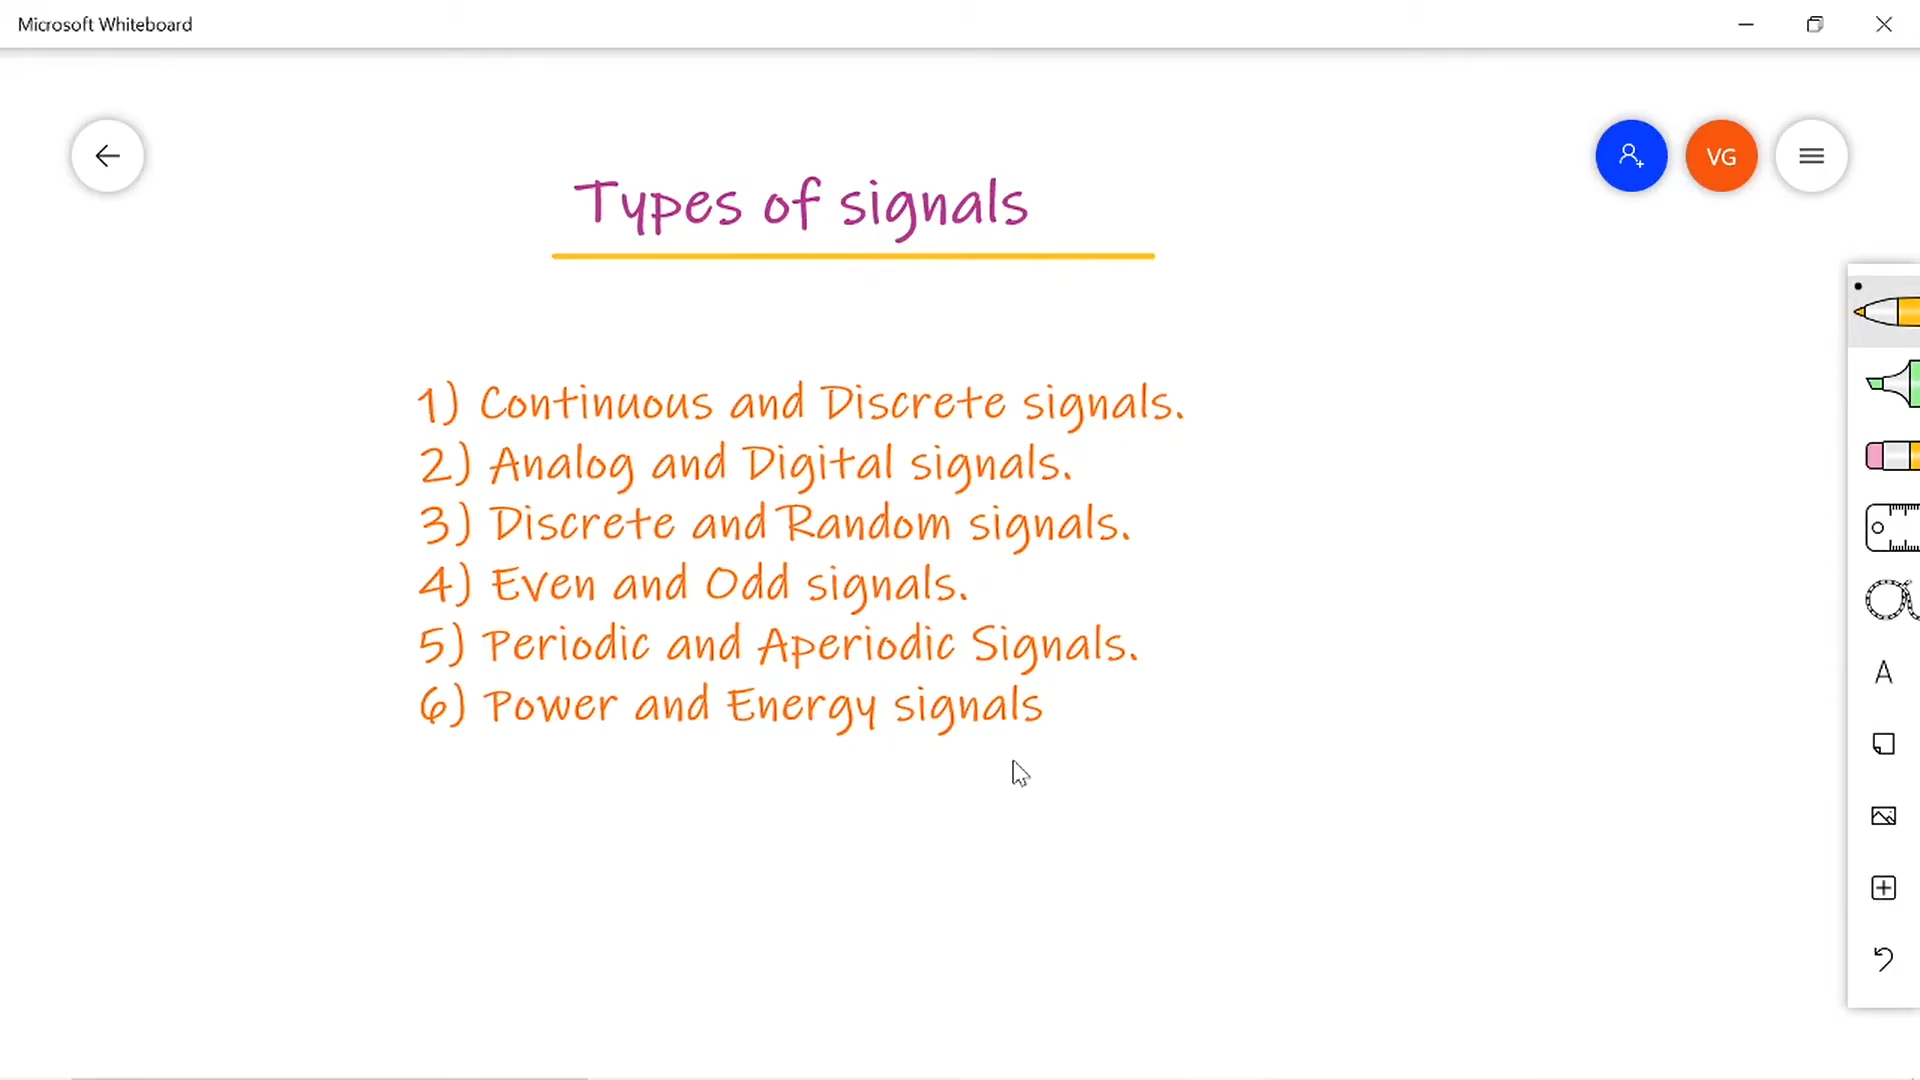 Microsoft Whiteboard
VG
Types of signals
1) Continuous and Discrete signals.
2) Analog and Digital signals.
3) Discrete and Random signals.
4) Even and Odd signals.
5) Periodic and Aperiodic Signals.
6) Power and Energy signals
A